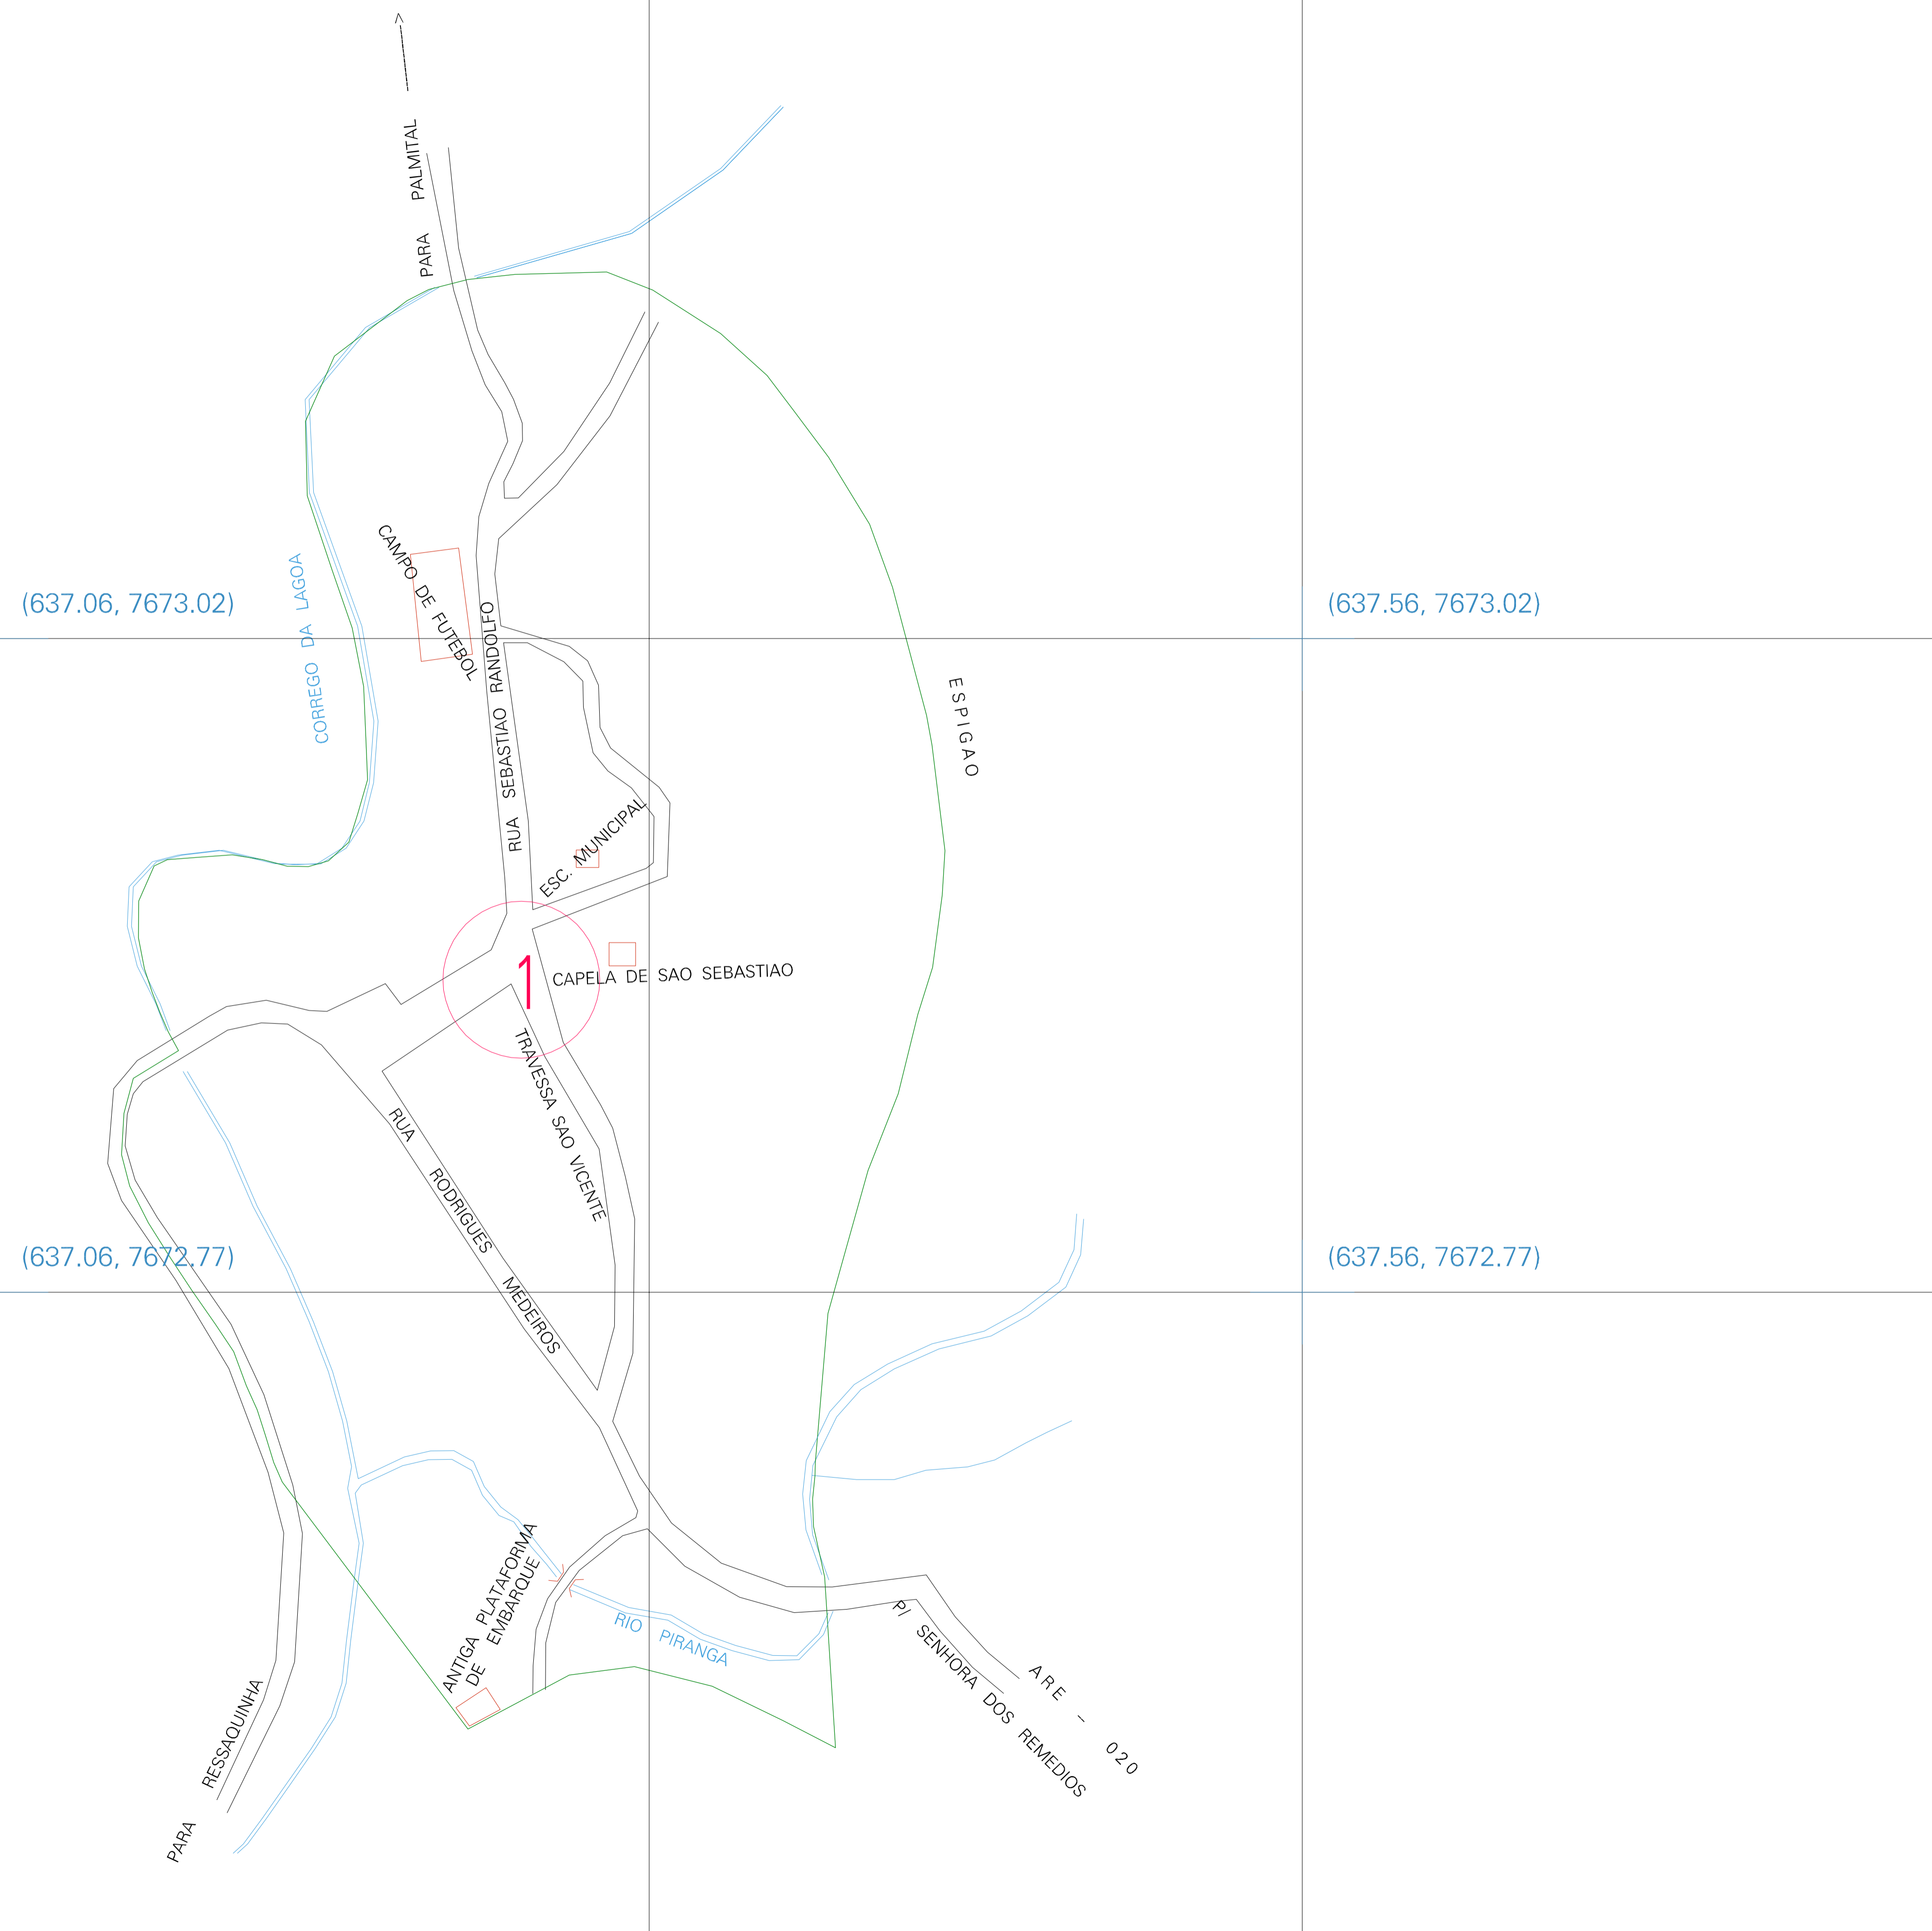 PARA PALMITAL
CAMPO DE FUTEBOL
CORREGO DA LAGOA
(637.06, 7673.02)
(637.56, 7673.02)
RUA SEBASTIAO RANDOLFO
ESPIGAO
ESC. MUNICIPAL
1
CAPELA DE SAO SEBASTIAO
TRAVESSA SAO VICENTE
RUA RODRIGUES MEDEIROS
(637.06, 7672.77)
(637.56, 7672.77)
ANTIGA PLATAFORMA
DE EMBARQUE
RIO PIRANGA
P/ SENHORA DOS REMEDIOS
ARE - 020
PARA RESSAQUINHA